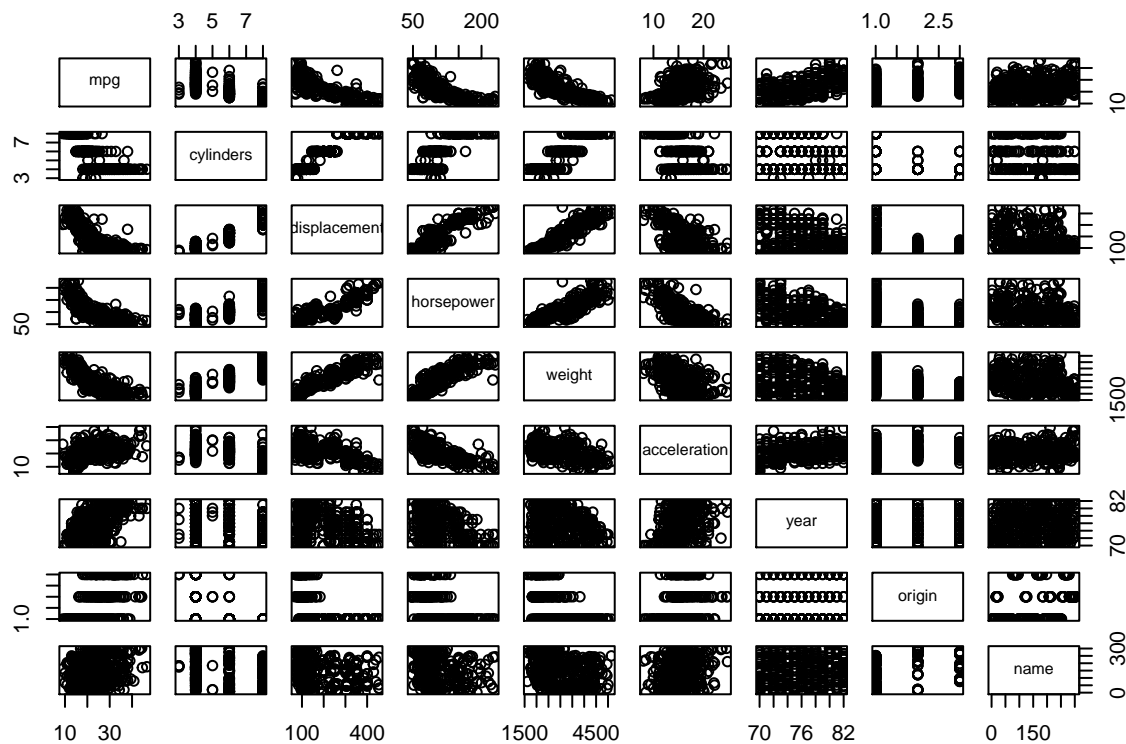 3 5 7 50 200 10 20 1.0 2.5
mpg
10
3 7
cylinders
displacement
100
50
horsepower
weight
1500
10
acceleration
year
70 82
1.0
origin
name
0 300
10 30 100 400 1500 4500 70 76 82 0 150